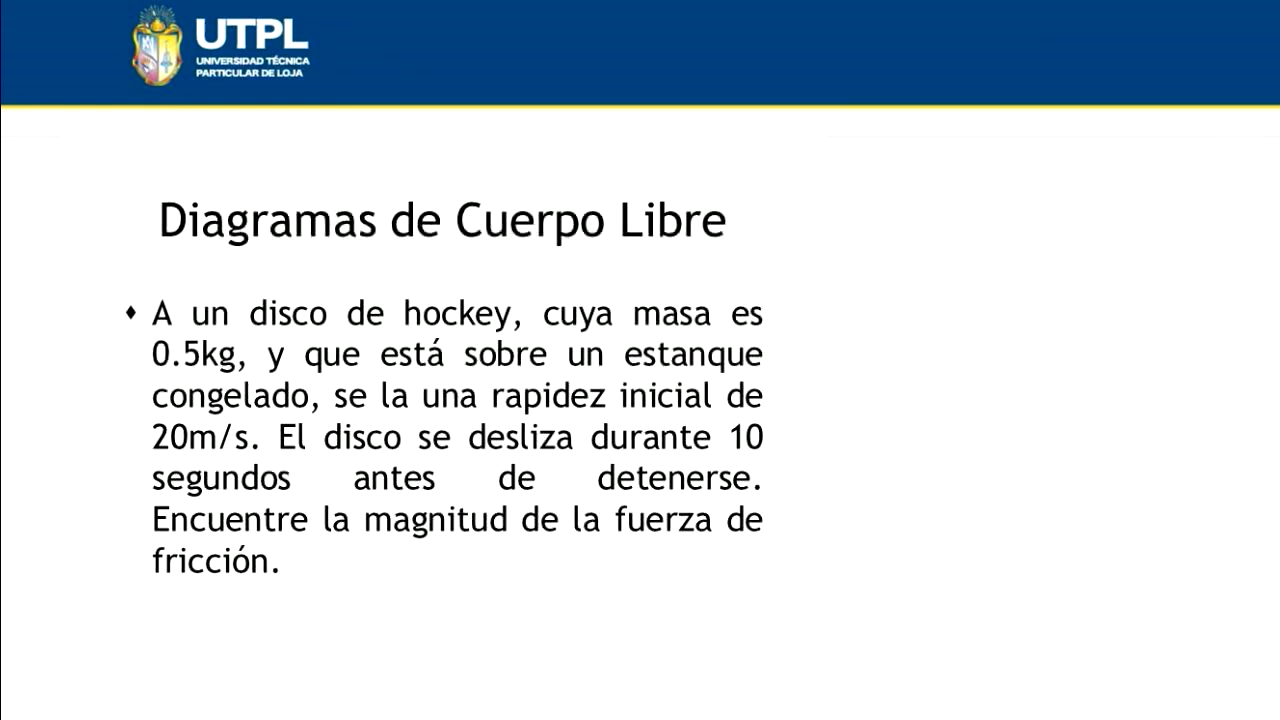 UTPL
UNIVERSIDAD TÉCNICA
PARTICULAR DE LOJA
Diagramas de Cuerpo Libre
♦ A un disco de hockey, cuya masa es
0.5kg, y que está sobre un estanque
congelado, se la una rapidez inicial de
20m/s. El disco se desliza durante 10
segundos antes de detenerse.
Encuentre la magnitud de la fuerza de
fricción.